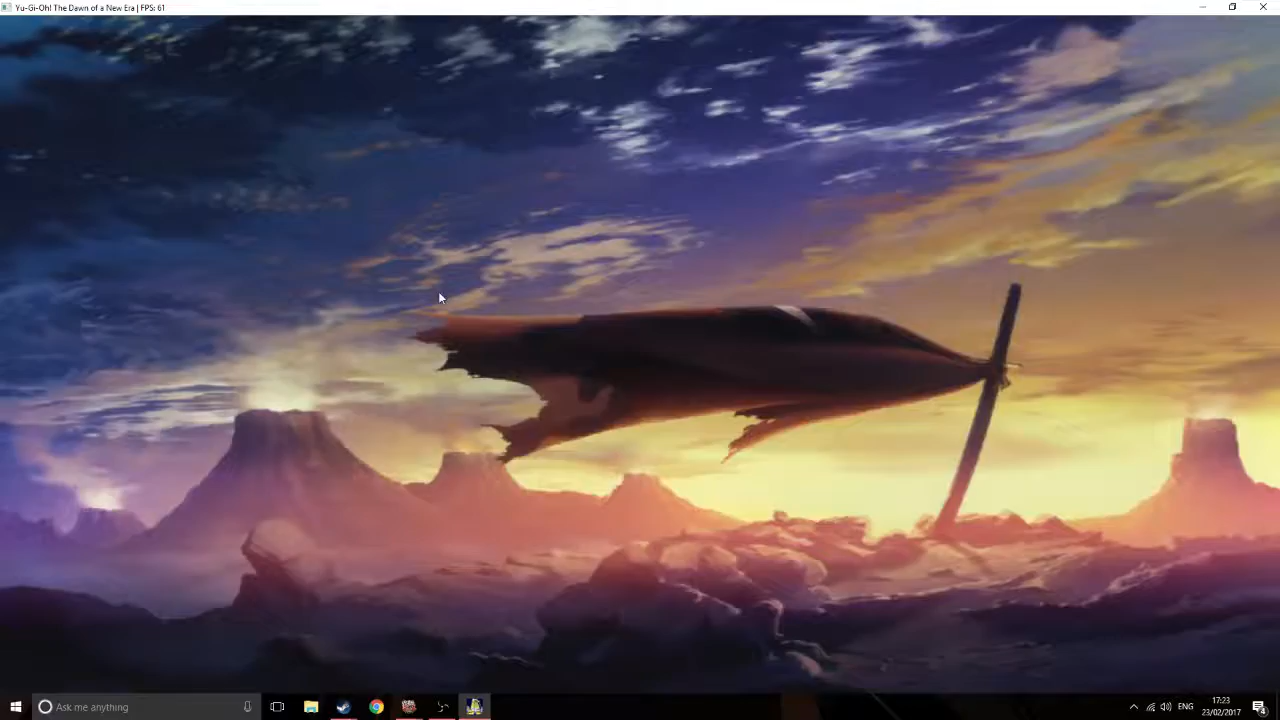 Yu-Gi-Oh! The Dawn of a New Era | FPS: 61
Ask me anything
ENG
17:23
23/02/2017
4